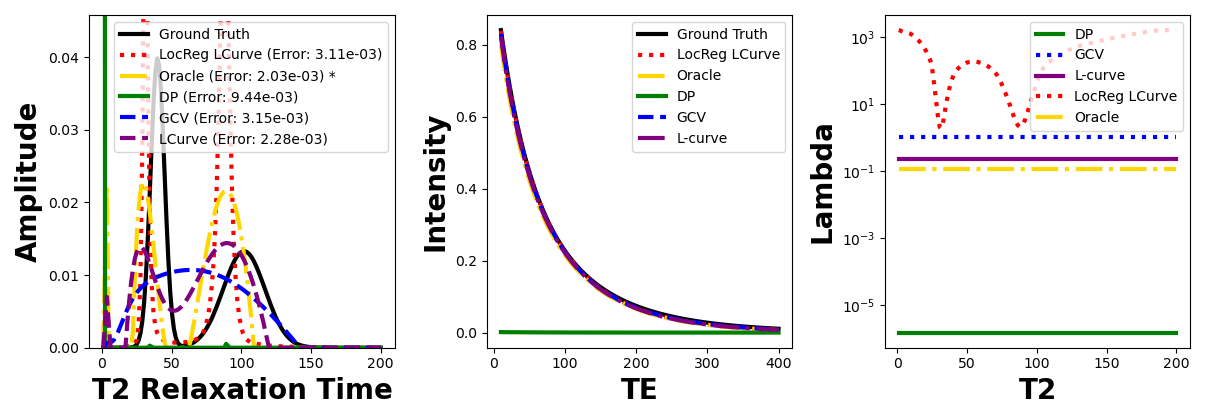 Amplitude
0.04
0.03
0.02
0.01
0.00
0
50
100
150
200
T2 Relaxation Time
Ground Truth
LocReg LCurve (Error: 3.11e-03)
Oracle (Error: 2.03e-03) *
DP (Error: 9.44e-03)
GCV (Error: 3.15e-03)
LCurve (Error: 2.28e-03)
Intensity
0.8
0.6
0.4
0.2
0.0
0
100
200
300
400
TE
Ground Truth
LocReg LCurve
Oracle
DP
GCV
L-curve
Lambda
10³
10¹
10⁻¹
10⁻³
10⁻⁵
0
50
100
150
200
T2
DP
GCV
L-curve
LocReg LCurve
Oracle